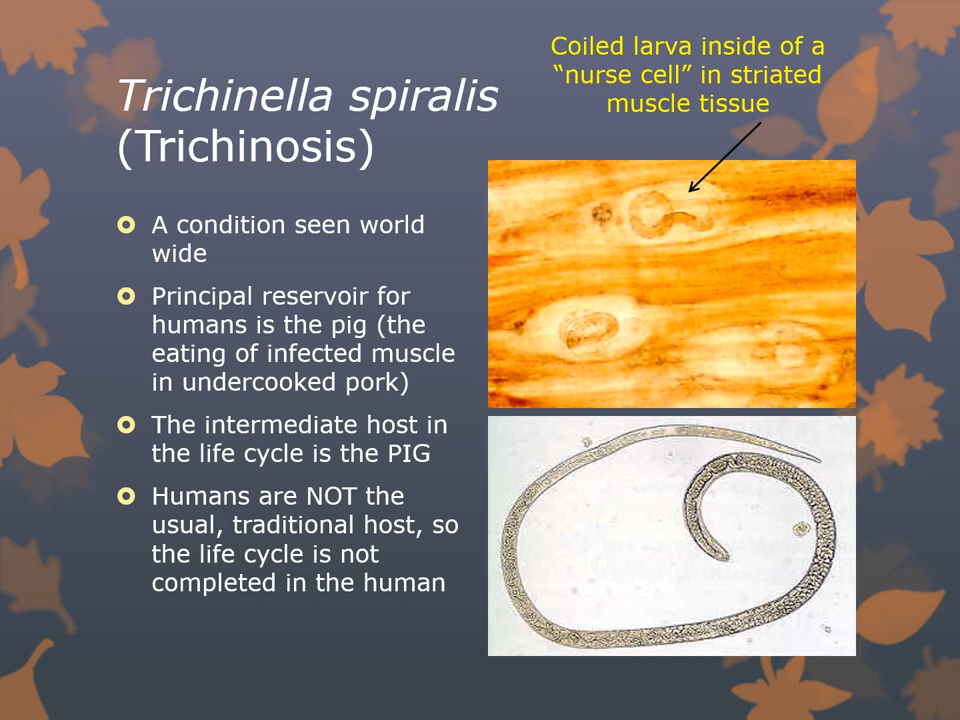 Coiled larva inside of a
“nurse cell” in striated
muscle tissue
Trichinella spiralis
(Trichinosis)
A condition seen world
wide
Principal reservoir for
humans is the pig (the
eating of infected muscle
in undercooked pork)
The intermediate host in
the life cycle is the PIG
Humans are NOT the
usual, traditional host, so
the life cycle is not
completed in the human